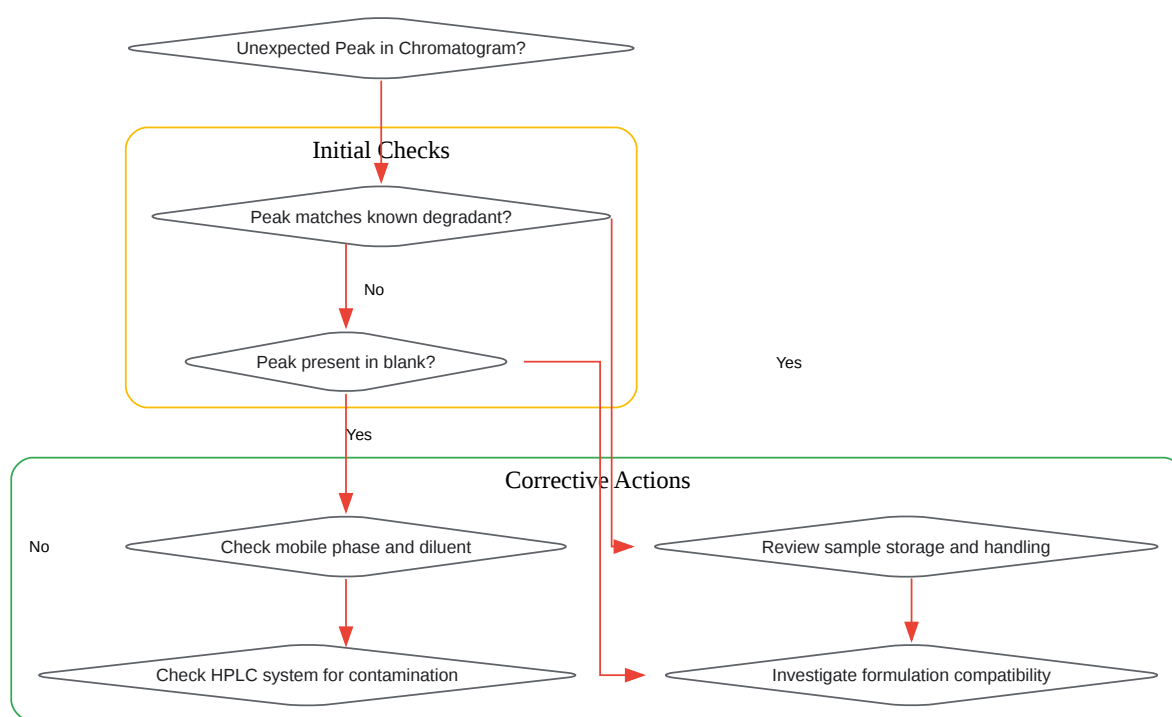 Unexpected Peak in Chromatogram?
Initial Checks
Peak matches known degradant?
No
Peak present in blank?
Yes
Yes
Corrective Actions
No
Check mobile phase and diluent
Review sample storage and handling
Check HPLC system for contamination
Investigate formulation compatibility